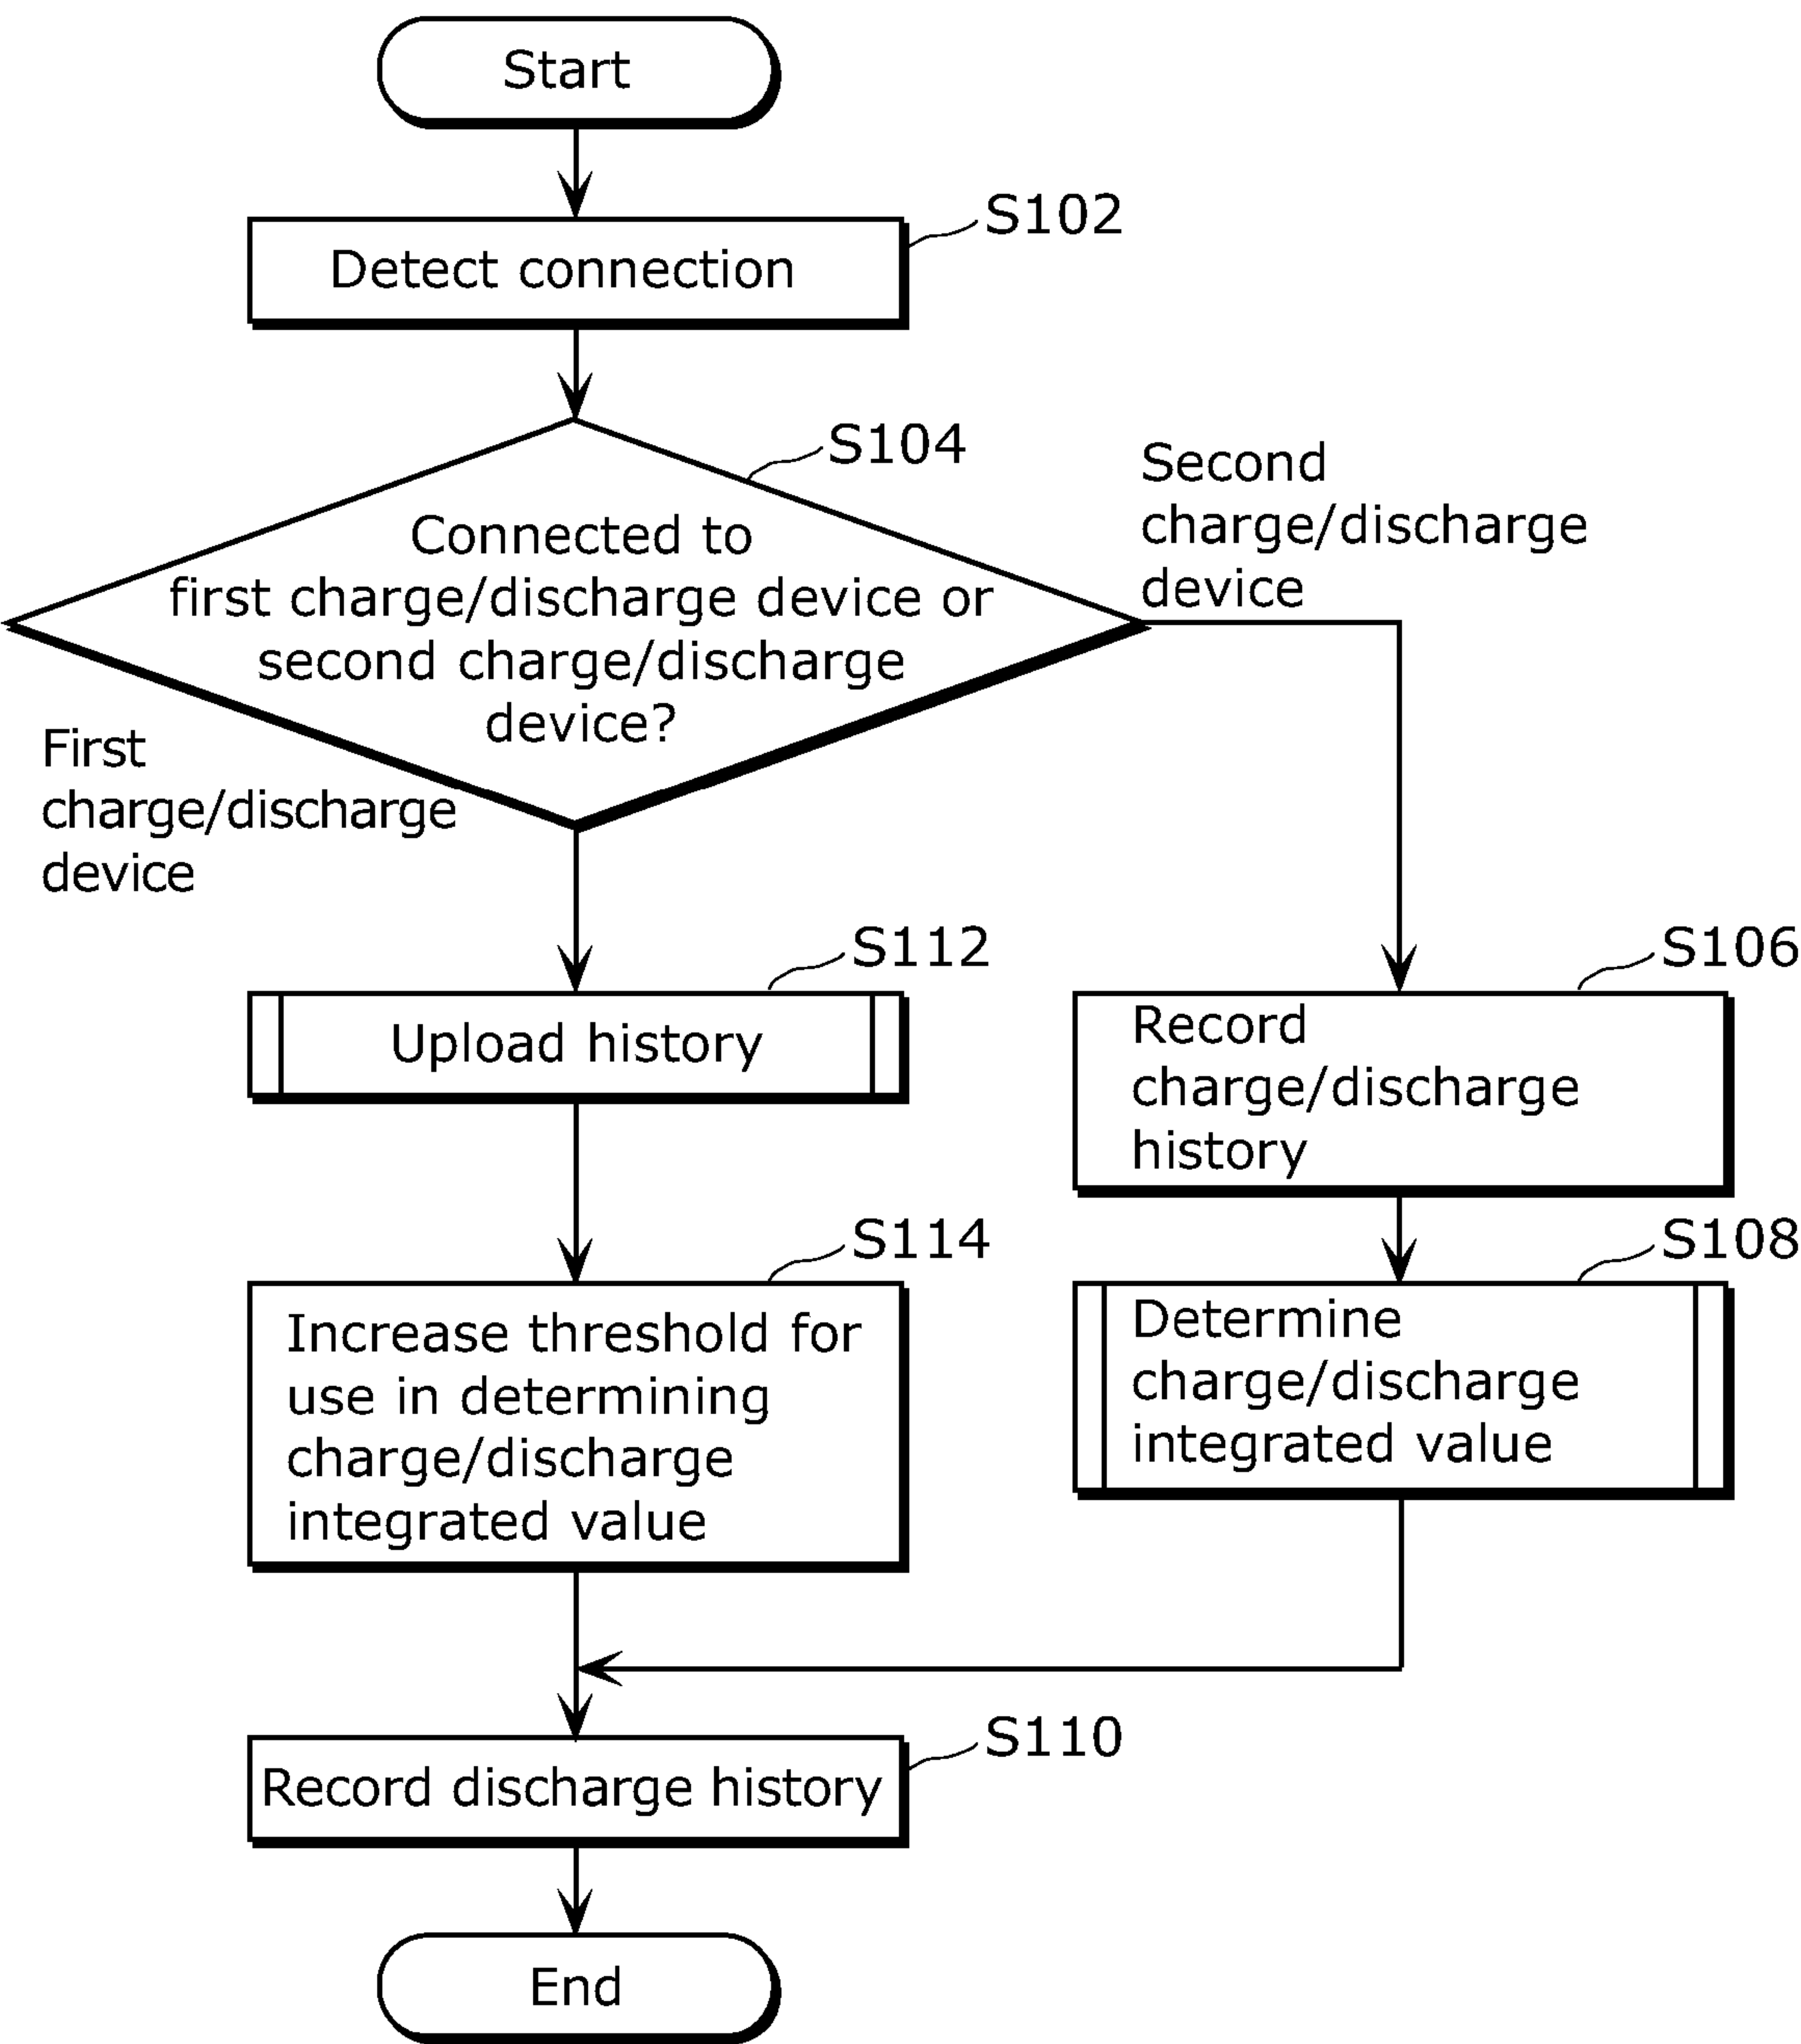 Start
S102
Detect connection
S104
Connected to
first charge/discharge device or
second charge/discharge
device?
Second
charge/discharge
device
First
charge/discharge
device
S112
Upload history
S106
Record
charge/discharge
history
S114
Increase threshold for
use in determining
charge/discharge
integrated value
S108
Determine
charge/discharge
integrated value
S110
Record discharge history
End